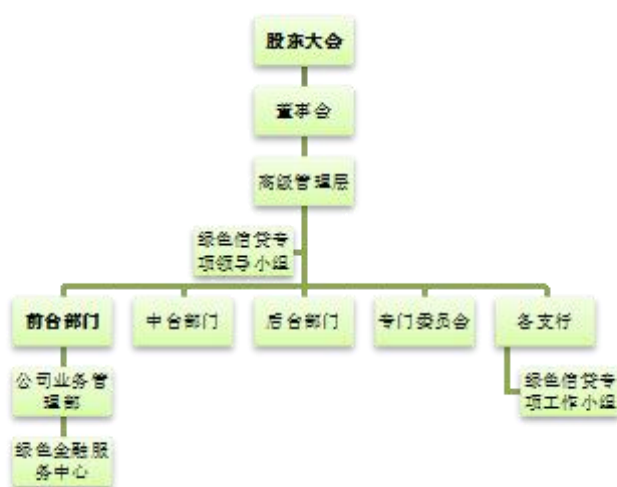 股东大会
董事会
高级管理层
绿色信贷专
项领导小组
前台部门
中台部门
后台部门
专门委员会
各支行
公司业务管
理部
绿色信贷专
项工作小组
绿色金融服
务中心